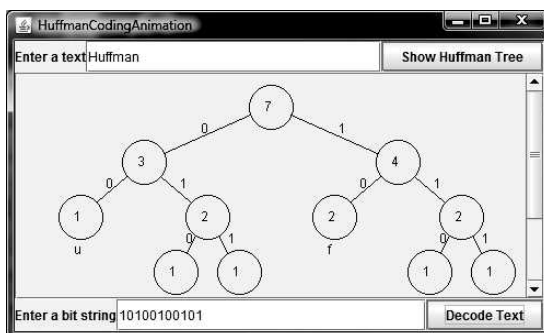 HuffmanCodingAnimation
Enter a text Huffman Show Huffman Tree
7
0 1
3 4
0 1 0 1
1 2 2 2
u 0 1 f 0 1
1 1 1 1
Enter a bit string 10100100101 Decode Text